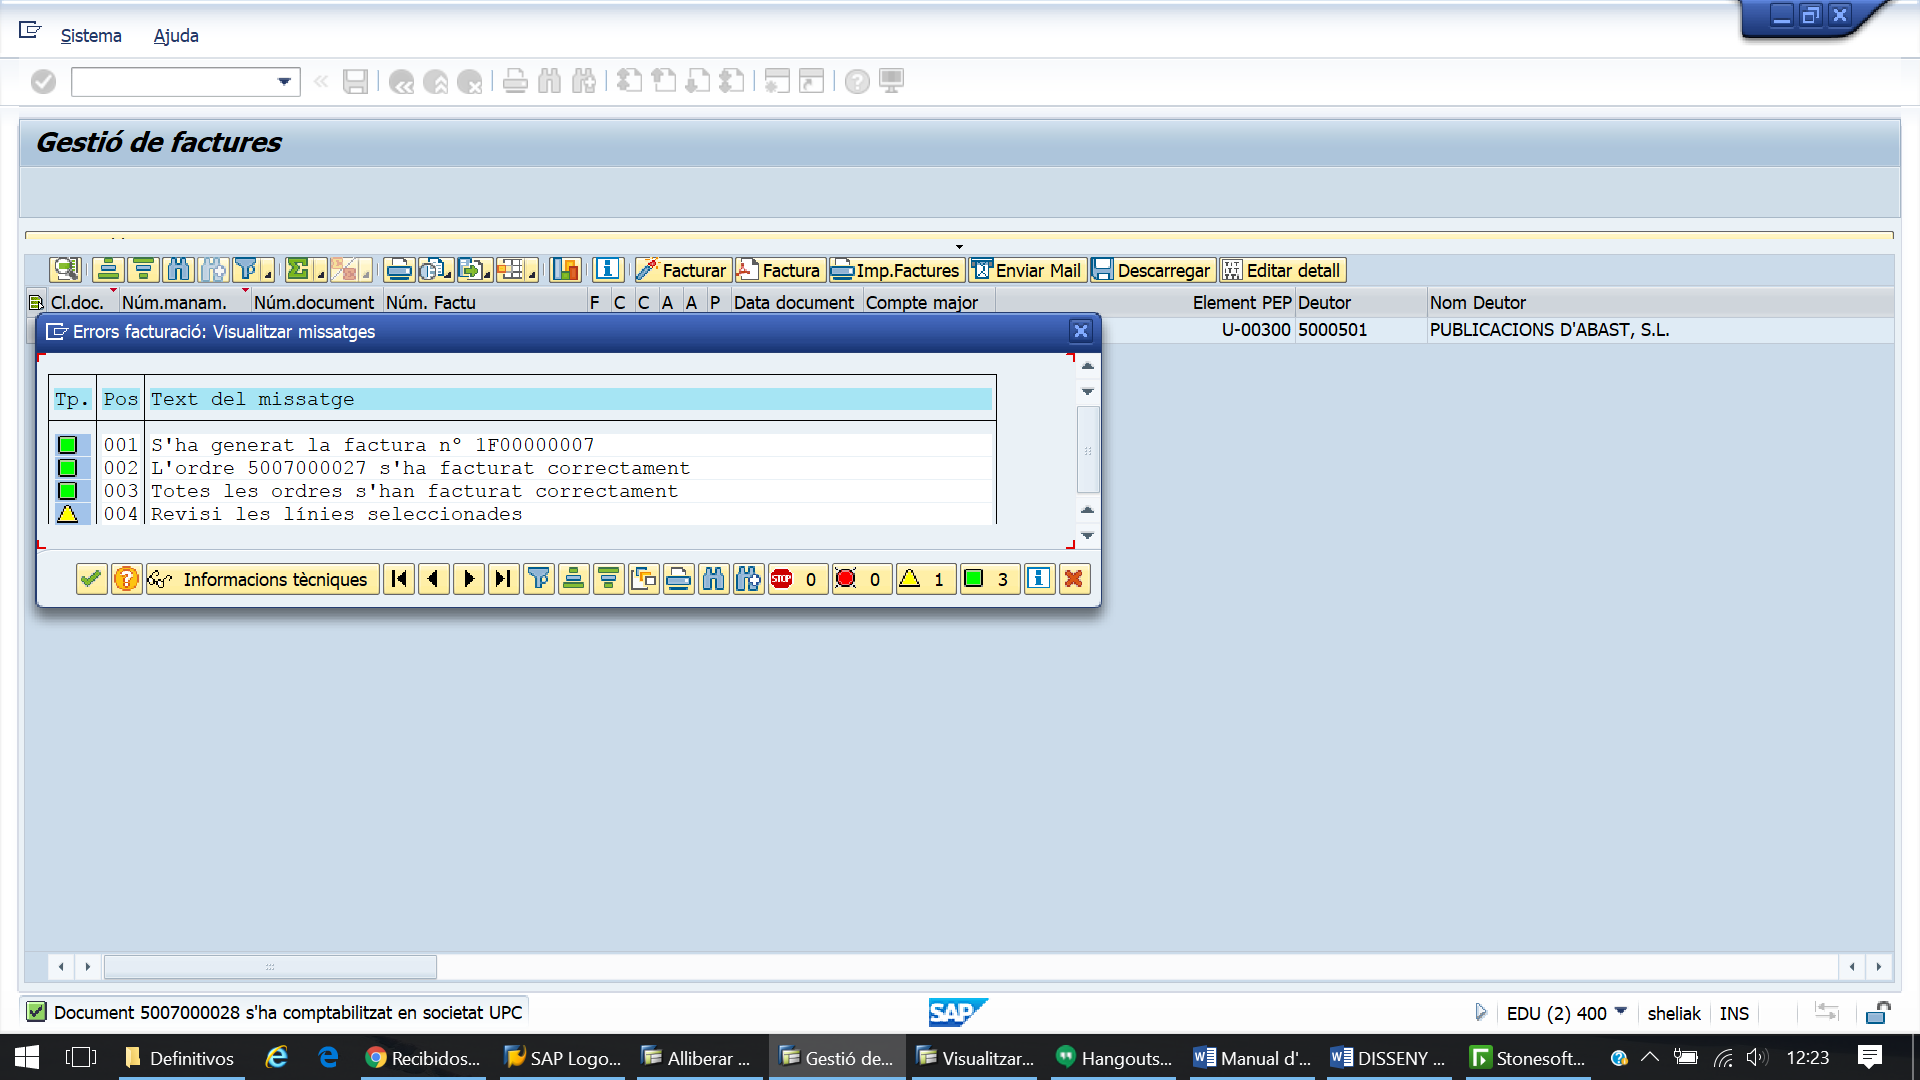 Sistema Ajuda
Gestió de factures
Facturar Factura Imp.Factures Enviar Mail Descarregar Editar detall
Cl.doc. Núm.manam. Núm.document Núm. Factu F C C A A P Data document Compte major Element PEP Deutor Nom Deutor
U-00300 5000501 PUBLICACIONS D'ABAST, S.L.
Errors facturació: Visualitzar missatges
Tp. Pos Text del missatge
001 S'ha generat la factura nº 1F00000007
002 L'ordre 5007000027 s'ha facturat correctament
003 Totes les ordres s'han facturat correctament
004 Revisi les línies seleccionades
Informacions tècniques STOP 0 0 1 3
Document 5007000028 s'ha comptabilitzat en societat UPC
SAP
EDU (2) 400 sheliak INS
Definitivos Recibidos... SAP Logo... Alliberar ... Gestió de... Visualitzar... Hangouts... Manual d'... DISSENY ... Stonesoft... 12:23